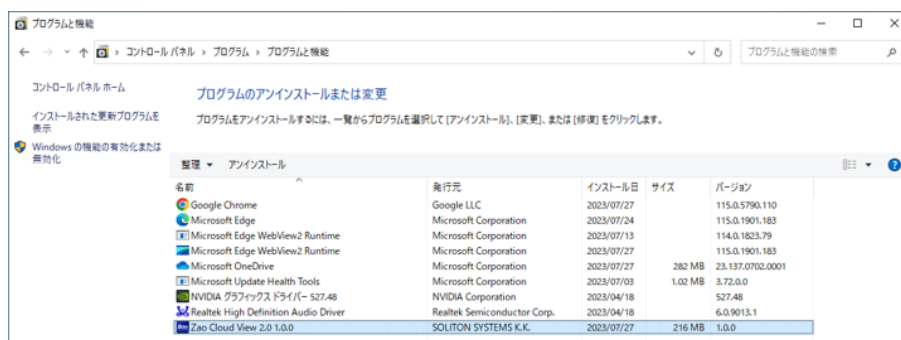 プログラムと機能
コントロール パネル › プログラム › プログラムと機能
プログラムと機能の検索
コントロール パネル ホーム
インストールされた更新プログラムを
表示
Windows の機能の有効化または
無効化
プログラムのアンインストールまたは変更
プログラムをアンインストールするには、一覧からプログラムを選択して [アンインストール]、[変更]、または [修復] をクリックします。
整理 アンインストール
名前 発行元 インストール日 サイズ バージョン
Google Chrome Google LLC 2023/07/27 115.0.5790.110
Microsoft Edge Microsoft Corporation 2023/07/24 115.0.1901.183
Microsoft Edge WebView2 Runtime Microsoft Corporation 2023/07/13 114.0.1823.79
Microsoft Edge WebView2 Runtime Microsoft Corporation 2023/07/27 115.0.1901.183
Microsoft OneDrive Microsoft Corporation 2023/07/27 282 MB 23.137.0702.0001
Microsoft Update Health Tools Microsoft Corporation 2023/07/03 1.02 MB 3.72.0.0
NVIDIA グラフィックス ドライバー 527.48 NVIDIA Corporation 2023/04/18 527.48
Realtek High Definition Audio Driver Realtek Semiconductor Corp. 2023/04/18 6.0.9013.1
Zao Cloud View 2.0 1.0.0 SOLITON SYSTEMS K.K. 2023/07/27 216 MB 1.0.0